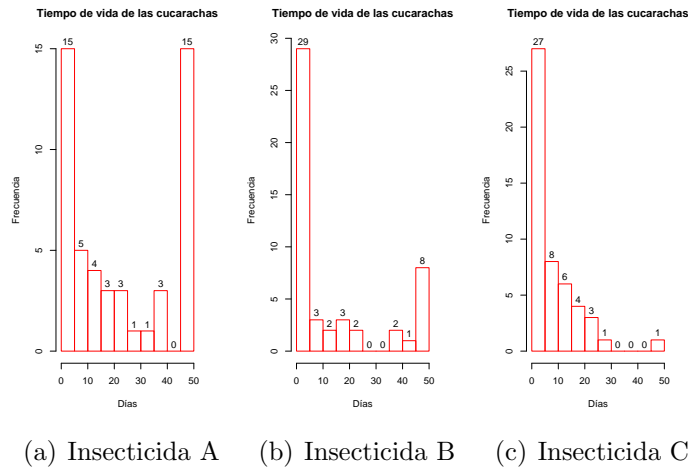 Tiempo de vida de las cucarachas
Frecuencia
0 5 10 15
15 5 4 3 3 1 1 3 0 15
0 10 20 30 40 50
Días
(a) Insecticida A
Tiempo de vida de las cucarachas
Frecuencia
0 5 10 15 20 25 30
29 3 2 3 2 0 0 2 1 8
0 10 20 30 40 50
Días
(b) Insecticida B
Tiempo de vida de las cucarachas
Frecuencia
0 5 10 15 20 25
27 8 6 4 3 1 0 0 0 1
0 10 20 30 40 50
Días
(c) Insecticida C